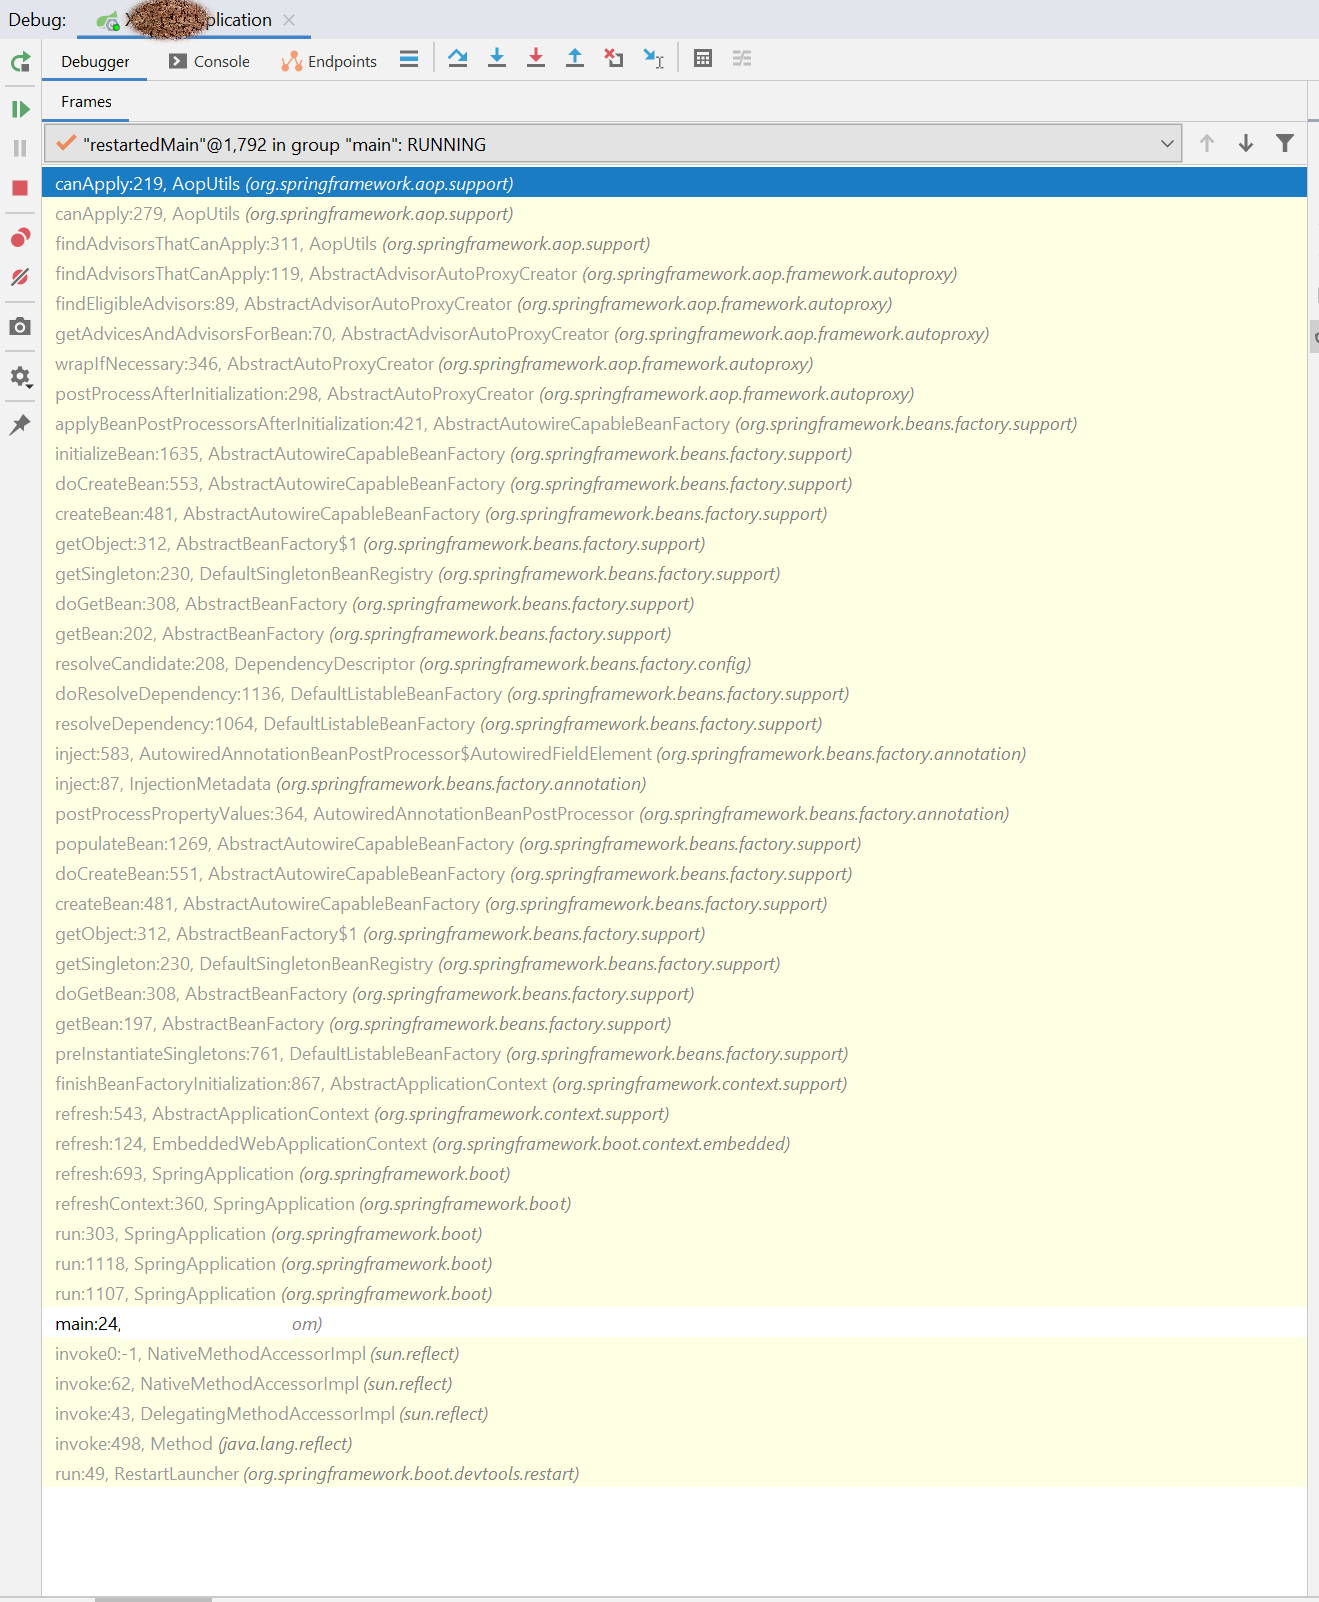 Debug:
Debugger Console Endpoints
Frames
"restartedMain"@1,792 in group "main": RUNNING
canApply:219, AopUtils (org.springframework.aop.support)
canApply:279, AopUtils (org.springframework.aop.support)
findAdvisorsThatCanApply:311, AopUtils (org.springframework.aop.support)
findAdvisorsThatCanApply:119, AbstractAdvisorAutoProxyCreator (org.springframework.aop.framework.autoproxy)
findEligibleAdvisors:89, AbstractAdvisorAutoProxyCreator (org.springframework.aop.framework.autoproxy)
getAdvicesAndAdvisorsForBean:70, AbstractAdvisorAutoProxyCreator (org.springframework.aop.framework.autoproxy)
wrapIfNecessary:346, AbstractAutoProxyCreator (org.springframework.aop.framework.autoproxy)
postProcessAfterInitialization:298, AbstractAutoProxyCreator (org.springframework.aop.framework.autoproxy)
applyBeanPostProcessorsAfterInitialization:421, AbstractAutowireCapableBeanFactory (org.springframework.beans.factory.support)
initializeBean:1635, AbstractAutowireCapableBeanFactory (org.springframework.beans.factory.support)
doCreateBean:553, AbstractAutowireCapableBeanFactory (org.springframework.beans.factory.support)
createBean:481, AbstractAutowireCapableBeanFactory (org.springframework.beans.factory.support)
getObject:312, AbstractBeanFactory$1 (org.springframework.beans.factory.support)
getSingleton:230, DefaultSingletonBeanRegistry (org.springframework.beans.factory.support)
doGetBean:308, AbstractBeanFactory (org.springframework.beans.factory.support)
getBean:202, AbstractBeanFactory (org.springframework.beans.factory.support)
resolveCandidate:208, DependencyDescriptor (org.springframework.beans.factory.config)
doResolveDependency:1136, DefaultListableBeanFactory (org.springframework.beans.factory.support)
resolveDependency:1064, DefaultListableBeanFactory (org.springframework.beans.factory.support)
inject:583, AutowiredAnnotationBeanPostProcessor$AutowiredFieldElement (org.springframework.beans.factory.annotation)
inject:87, InjectionMetadata (org.springframework.beans.factory.annotation)
postProcessPropertyValues:364, AutowiredAnnotationBeanPostProcessor (org.springframework.beans.factory.annotation)
populateBean:1269, AbstractAutowireCapableBeanFactory (org.springframework.beans.factory.support)
doCreateBean:551, AbstractAutowireCapableBeanFactory (org.springframework.beans.factory.support)
createBean:481, AbstractAutowireCapableBeanFactory (org.springframework.beans.factory.support)
getObject:312, AbstractBeanFactory$1 (org.springframework.beans.factory.support)
getSingleton:230, DefaultSingletonBeanRegistry (org.springframework.beans.factory.support)
doGetBean:308, AbstractBeanFactory (org.springframework.beans.factory.support)
getBean:197, AbstractBeanFactory (org.springframework.beans.factory.support)
preInstantiateSingletons:761, DefaultListableBeanFactory (org.springframework.beans.factory.support)
finishBeanFactoryInitialization:867, AbstractApplicationContext (org.springframework.context.support)
refresh:543, AbstractApplicationContext (org.springframework.context.support)
refresh:124, EmbeddedWebApplicationContext (org.springframework.boot.context.embedded)
refresh:693, SpringApplication (org.springframework.boot)
refreshContext:360, SpringApplication (org.springframework.boot)
run:303, SpringApplication (org.springframework.boot)
run:1118, SpringApplication (org.springframework.boot)
run:1107, SpringApplication (org.springframework.boot)
main:24, om)
invoke0:-1, NativeMethodAccessorImpl (sun.reflect)
invoke:62, NativeMethodAccessorImpl (sun.reflect)
invoke:43, DelegatingMethodAccessorImpl (sun.reflect)
invoke:498, Method (java.lang.reflect)
run:49, RestartLauncher (org.springframework.boot.devtools.restart)